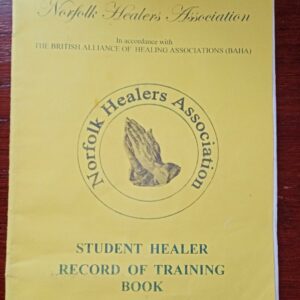 Norfolk Healers Association
In accordance with
THE BRITISH ALLIANCE OF HEALING ASSOCIATIONS (BAHA)
Norfolk Healers Association
STUDENT HEALER
RECORD OF TRAINING
BOOK